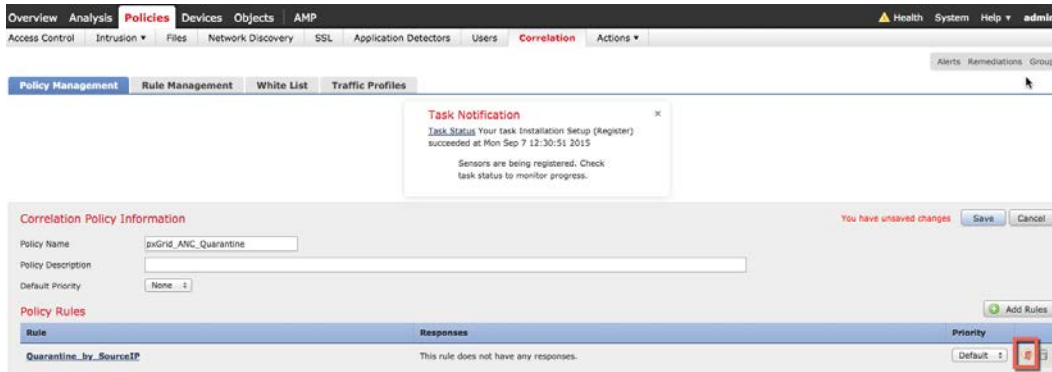 Overview Analysis Policies Devices Objects AMP Health System Help admin
Access Control Intrusion Files Network Discovery SSL Application Detectors Users Correlation Actions
Alerts Remediations Group
Policy Management Rule Management White List Traffic Profiles
Task Notification
Task Status Your task Installation Setup (Register)
succeeded at Mon Sep 7 12:30:51 2015
Sensors are being registered. Check
task status to monitor progress.
Correlation Policy Information You have unsaved changes Save Cancel
Policy Name pxGrid_ANC_Quarantine
Policy Description
Default Priority None
Policy Rules Add Rules
Rule Responses Priority
Quarantine_by_SourceIP This rule does not have any responses. Default